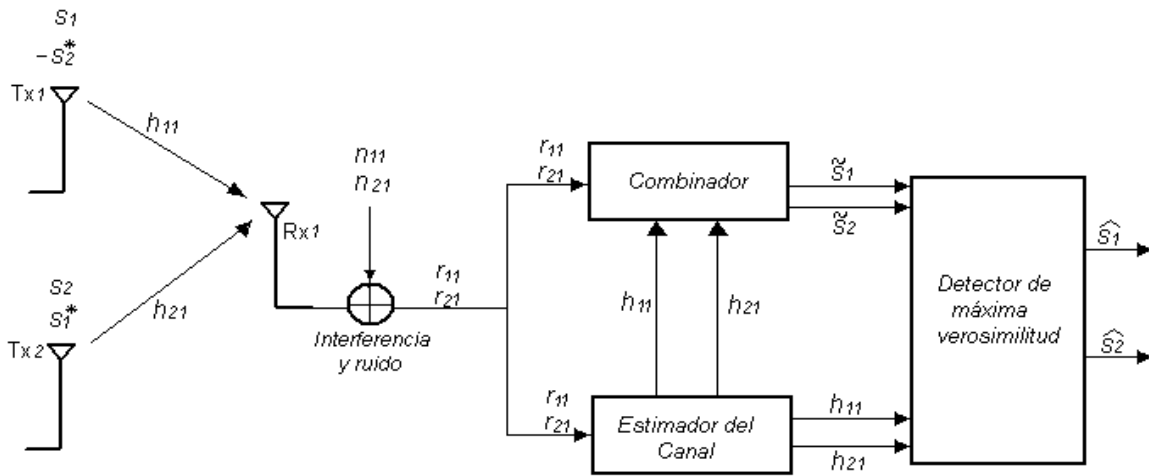 s1
-s2*
Tx1
h11
n11
n21
Rx1
s2
s1*
Tx2
h21
r11
r21
Interferencia
y ruido
r11
r21
Combinador
s̃1
s̃2
h11
h21
r11
r21
Estimador del
Canal
h11
h21
Detector de
máxima
verosimilitud
ŝ1
ŝ2